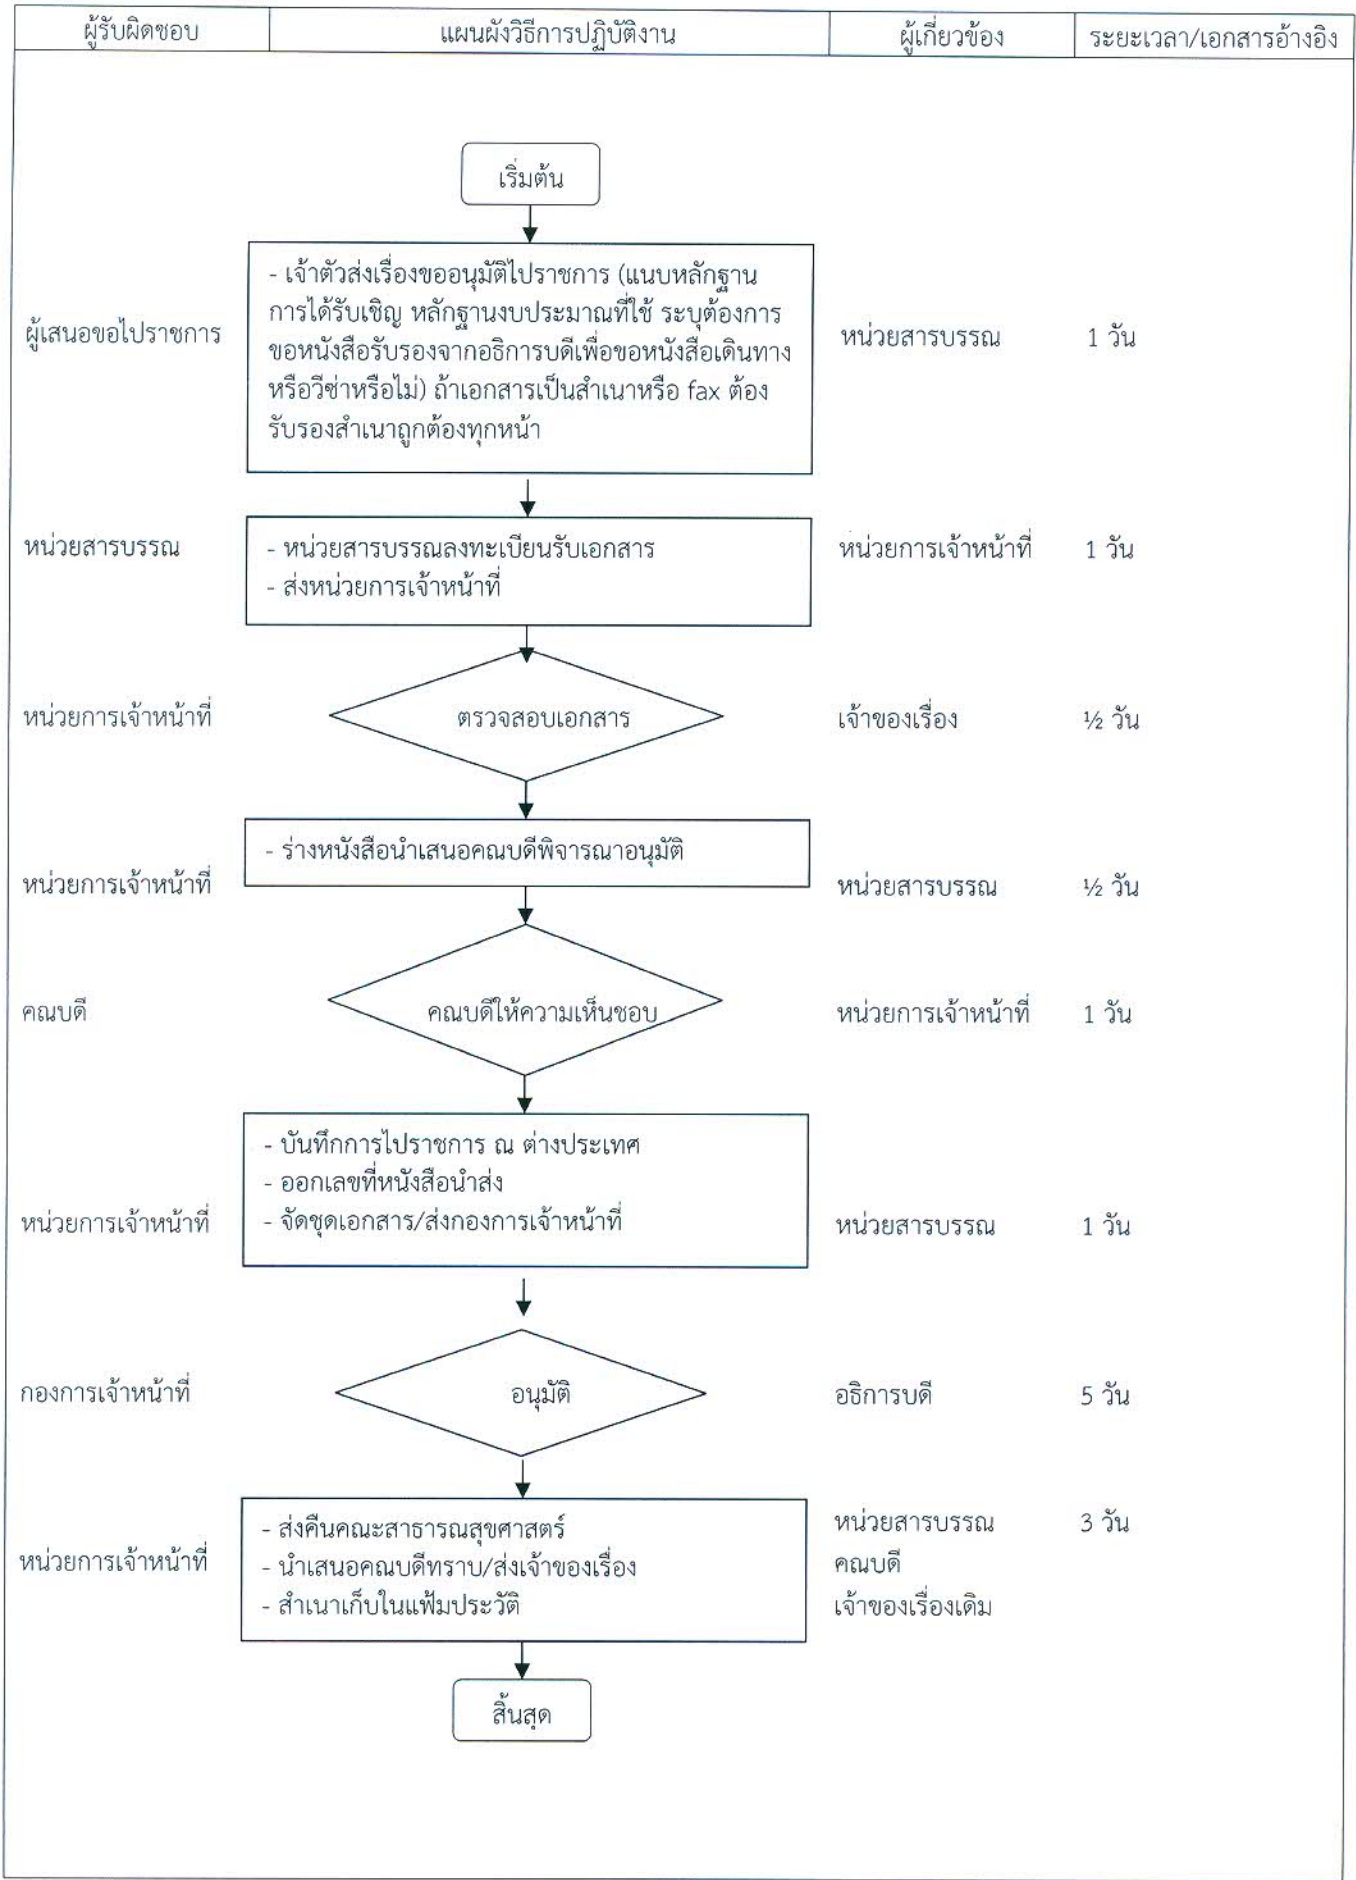 ผู้รับผิดชอบ แผนผังวิธีการปฏิบัติงาน ผู้เกี่ยวข้อง ระยะเวลา/เอกสารอ้างอิง
เริ่มต้น
ผู้เสนอขอไปราชการ
- เจ้าตัวส่งเรื่องขออนุมัติไปราชการ (แนบหลักฐาน
การได้รับเชิญ หลักฐานงบประมาณที่ใช้ ระบุต้องการ
ขอหนังสือรับรองจากอธิการบดีเพื่อขอหนังสือเดินทาง
หรือวีซ่าหรือไม่) ถ้าเอกสารเป็นสำเนาหรือ fax ต้อง
รับรองสำเนาถูกต้องทุกหน้า
หน่วยสารบรรณ 1 วัน
หน่วยสารบรรณ
- หน่วยสารบรรณลงทะเบียนรับเอกสาร
- ส่งหน่วยการเจ้าหน้าที่
หน่วยการเจ้าหน้าที่ 1 วัน
หน่วยการเจ้าหน้าที่ ตรวจสอบเอกสาร เจ้าของเรื่อง ½ วัน
หน่วยการเจ้าหน้าที่ - ร่างหนังสือนำเสนอคณบดีพิจารณาอนุมัติ หน่วยสารบรรณ ½ วัน
คณบดี คณบดีให้ความเห็นชอบ หน่วยการเจ้าหน้าที่ 1 วัน
หน่วยการเจ้าหน้าที่
- บันทึกการไปราชการ ณ ต่างประเทศ
- ออกเลขที่หนังสือนำส่ง
- จัดชุดเอกสาร/ส่งกองการเจ้าหน้าที่
หน่วยสารบรรณ 1 วัน
กองการเจ้าหน้าที่ อนุมัติ อธิการบดี 5 วัน
หน่วยการเจ้าหน้าที่
- ส่งคืนคณะสาธารณสุขศาสตร์
- นำเสนอคณบดีทราบ/ส่งเจ้าของเรื่อง
- สำเนาเก็บในแฟ้มประวัติ
หน่วยสารบรรณ 3 วัน
คณบดี
เจ้าของเรื่องเดิม
สิ้นสุด